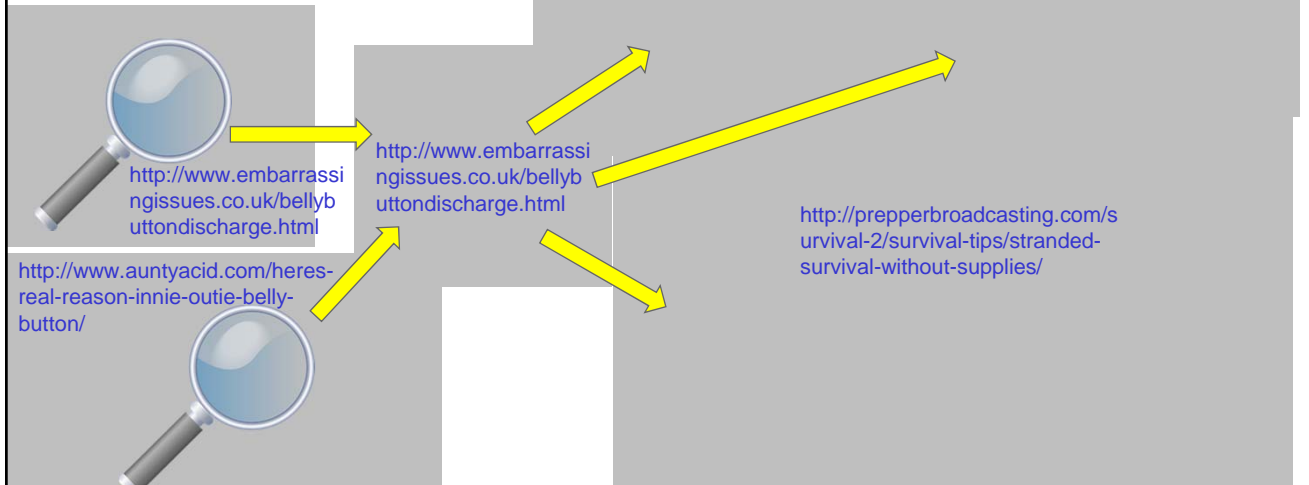 http://www.embarrassi
ngissues.co.uk/bellyb
uttondischarge.html
http://www.auntyacid.com/heres-
real-reason-innie-outie-belly-
button/
http://www.embarrassi
ngissues.co.uk/bellyb
uttondischarge.html
http://prepperbroadcasting.com/s
urvival-2/survival-tips/stranded-
survival-without-supplies/